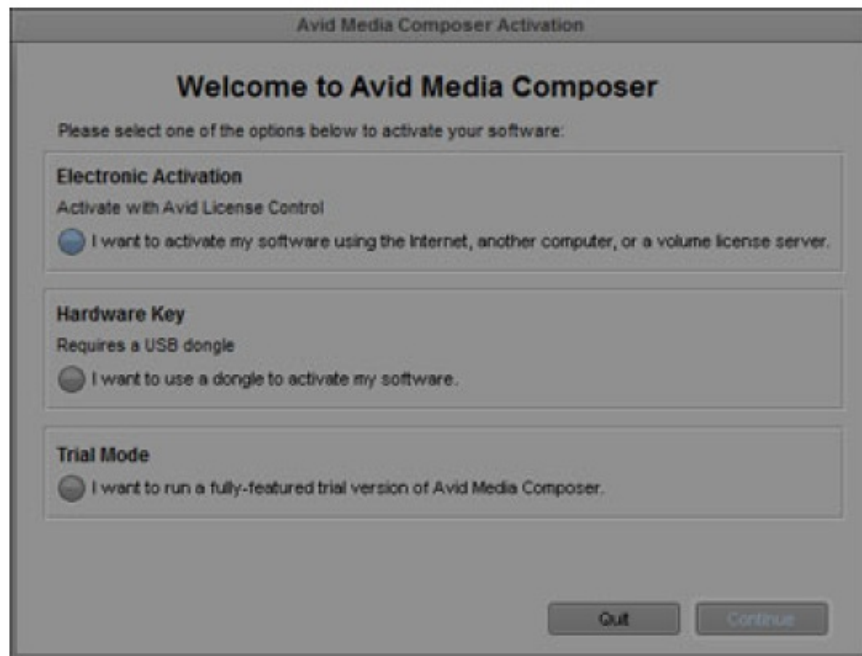 Avid Media Composer Activation
Welcome to Avid Media Composer
Please select one of the options below to activate your software:
Electronic Activation
Activate with Avid License Control
I want to activate my software using the Internet, another computer, or a volume license server.
Hardware Key
Requires a USB dongle
I want to use a dongle to activate my software.
Trial Mode
I want to run a fully-featured trial version of Avid Media Composer.
Quit
Continue